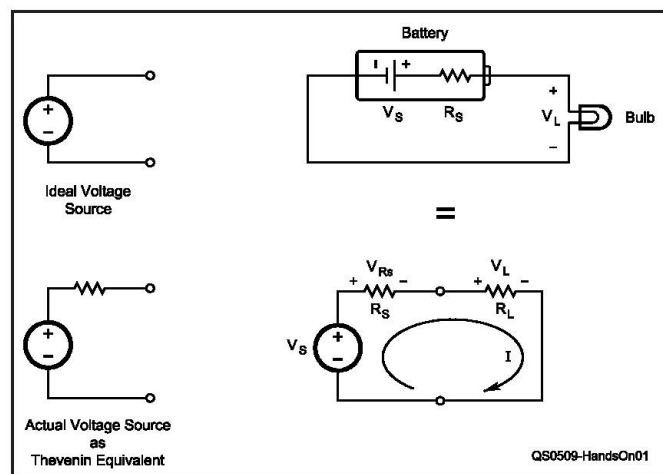 Battery
− +
V_S R_S
+
V_L
−
Bulb
+
−
Ideal Voltage
Source
=
V_Rs V_L
+ − + −
R_S R_L
V_S
+
−
I
+
−
Actual Voltage Source
as
Thevenin Equivalent
QS0509-HandsOn01